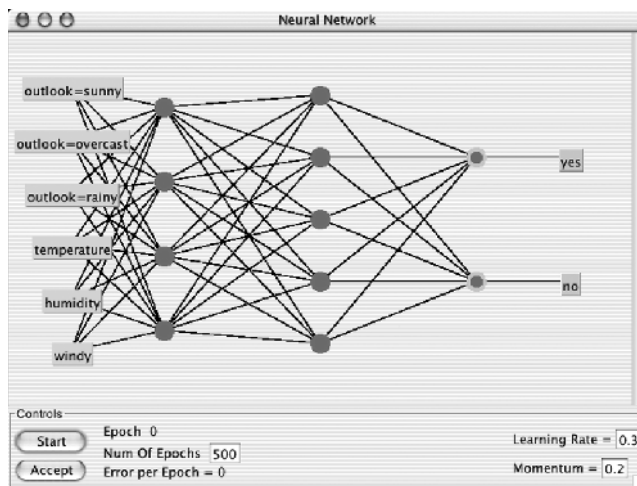 Neural Network
outlook=sunny
outlook=overcast
outlook=rainy
temperature
humidity
windy
yes
no
Controls
Start
Accept
Epoch 0
Num Of Epochs 500
Error per Epoch = 0
Learning Rate = 0.3
Momentum = 0.2